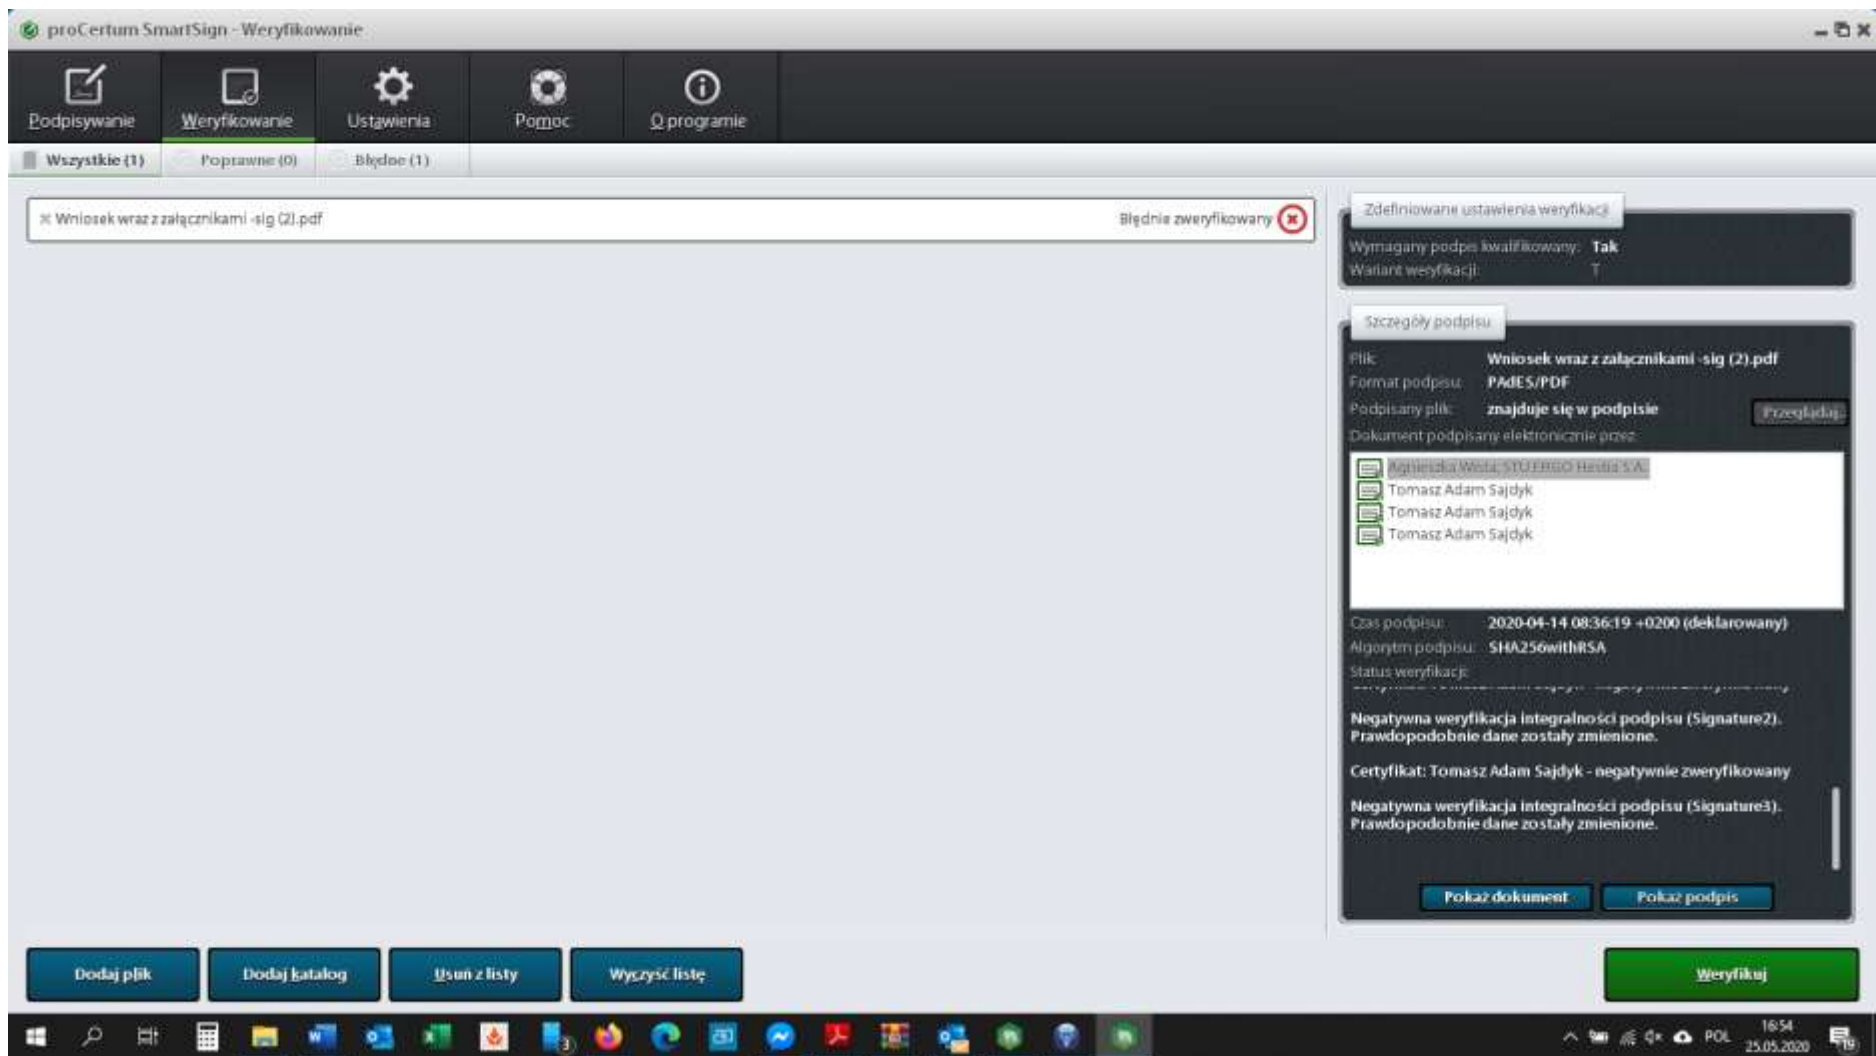 proCertum SmartSign - Weryfikowanie
Podpisywanie
Weryfikowanie
Ustawienia
Pomoc
O programie
Wszystkie (1)
Poprawne (0)
Błędne (1)
Wniosek wraz z załącznikami -sig (2).pdf
Błędnie zweryfikowany
Zdefiniowane ustawienia weryfikacji
Wymagany podpis kwalifikowany: Tak
Wariant weryfikacji: T
Szczegóły podpisu
Plik: Wniosek wraz z załącznikami -sig (2).pdf
Format podpisu: PAdES/PDF
Podpisany plik: znajduje się w podpisie
Przeglądaj...
Dokument podpisany elektronicznie przez:
Agnieszka STU ERGO Hestia S.A.
Tomasz Adam Sajdyk
Tomasz Adam Sajdyk
Tomasz Adam Sajdyk
Czas podpisu: 2020-04-14 08:36:19 +0200 (deklarowany)
Algorytm podpisu: SHA256withRSA
Status weryfikacji:
Negatywna weryfikacja integralności podpisu (Signature2).
Prawdopodobnie dane zostały zmienione.
Certyfikat: Tomasz Adam Sajdyk - negatywnie zweryfikowany
Negatywna weryfikacja integralności podpisu (Signature3).
Prawdopodobnie dane zostały zmienione.
Pokaż dokument
Pokaż podpis
Dodaj plik
Dodaj katalog
Usuń z listy
Wyczyść listę
Weryfikuj
POL
16:54
25.05.2020
3
19